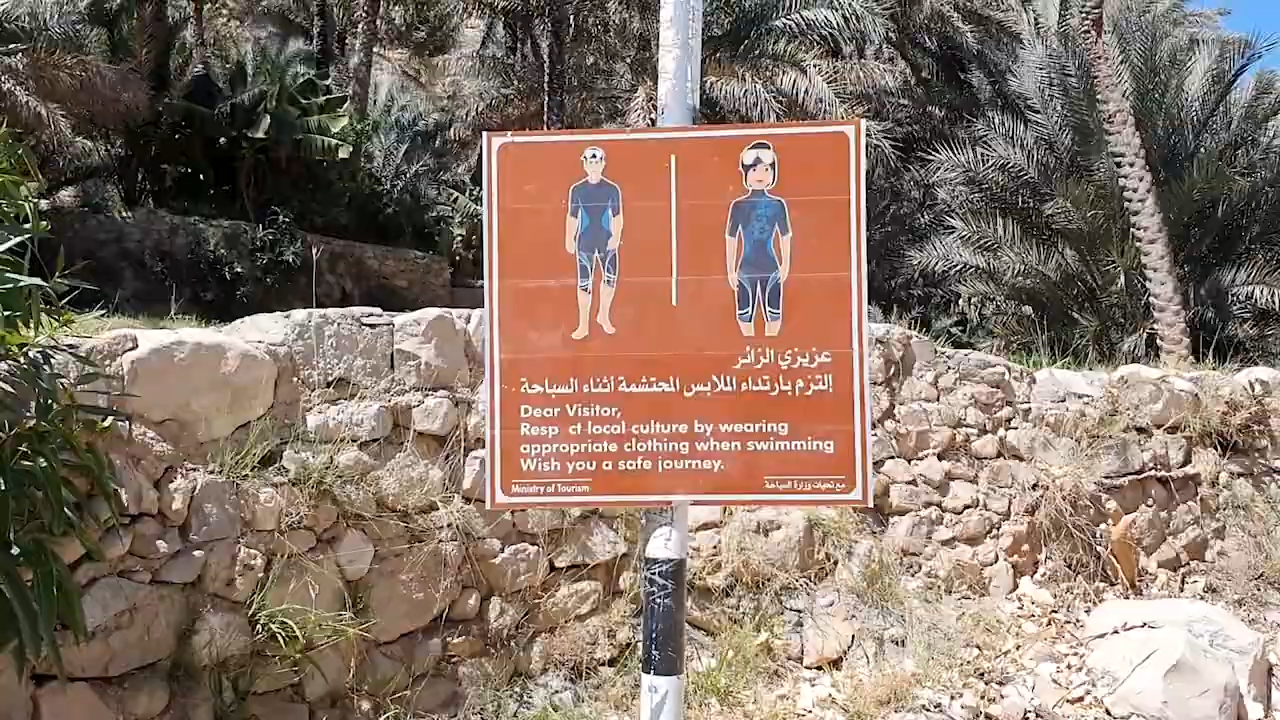 عزيزي الزائر
إلتزم بارتداء الملابس المحتشمة أثناء السباحة .
Dear Visitor,
Resp ct local culture by wearing
appropriate clothing when swimming
Wish you a safe journey.
Ministry of Tourism
مع تحيات وزارة السياحة